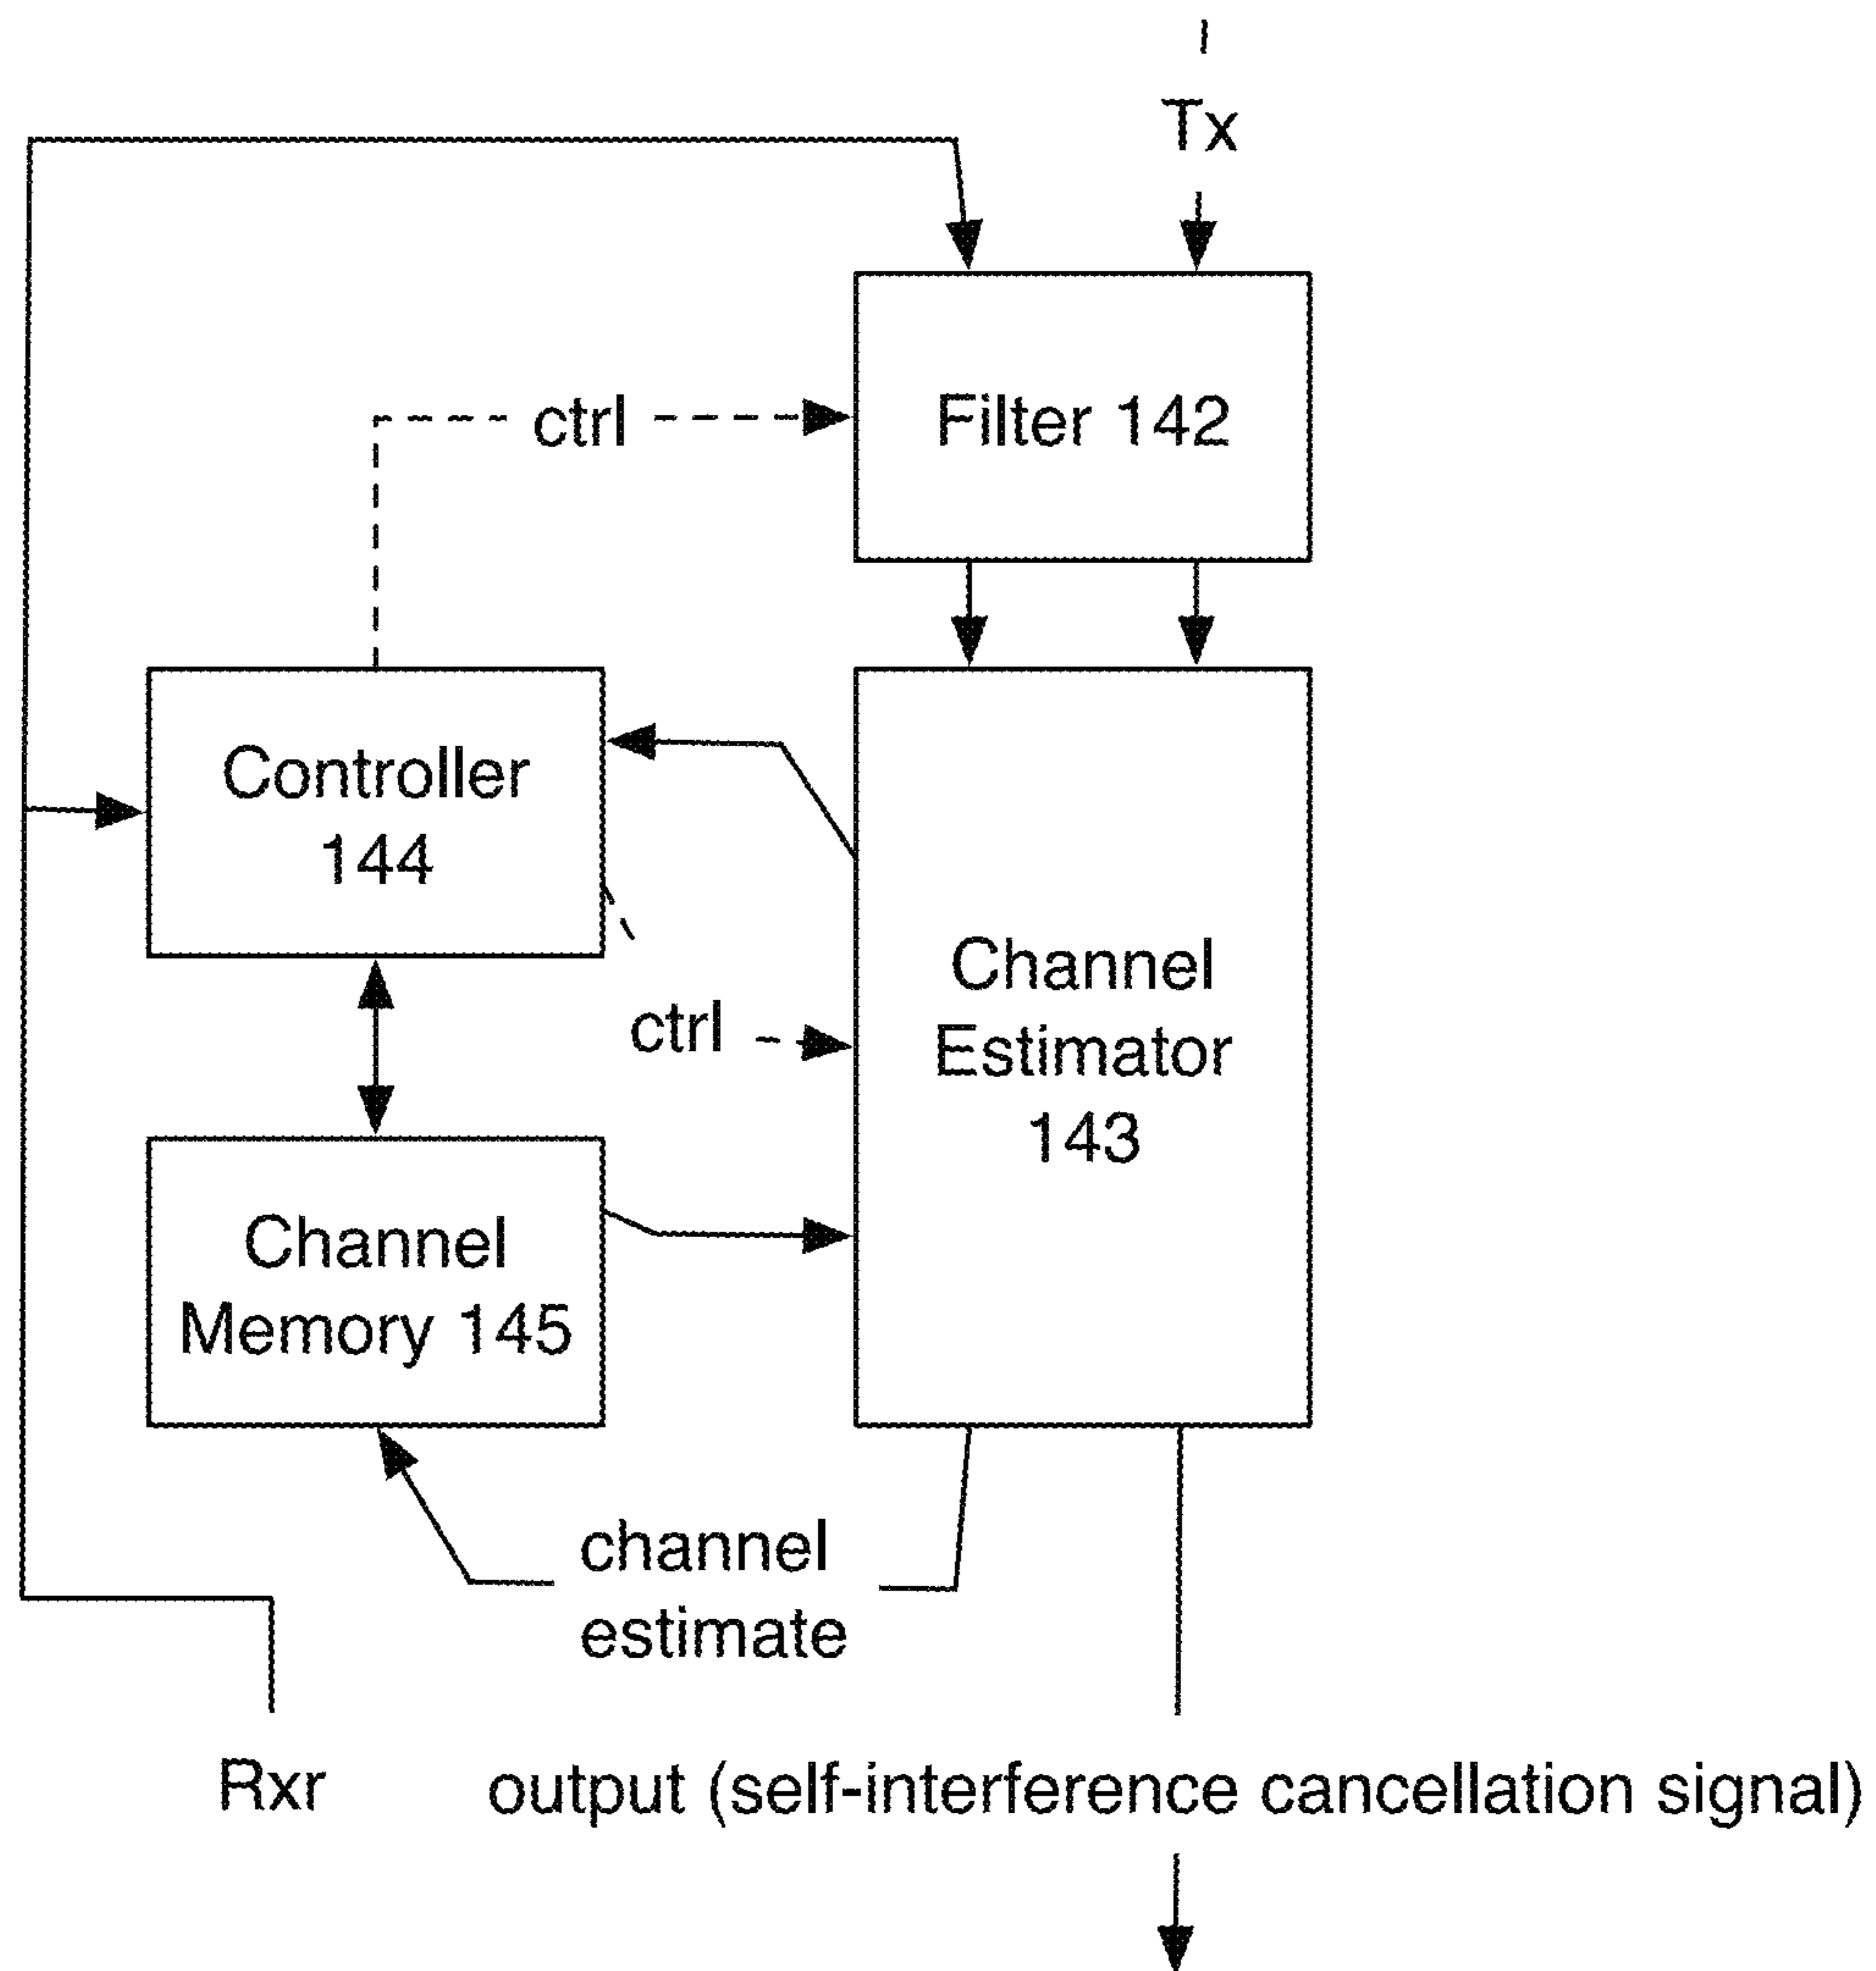 Tx
ctrl
Filter 142
Controller
144
Channel
Estimator
143
ctrl
Channel
Memory 145
channel
estimate
Rxr
output (self-interference cancellation signal)